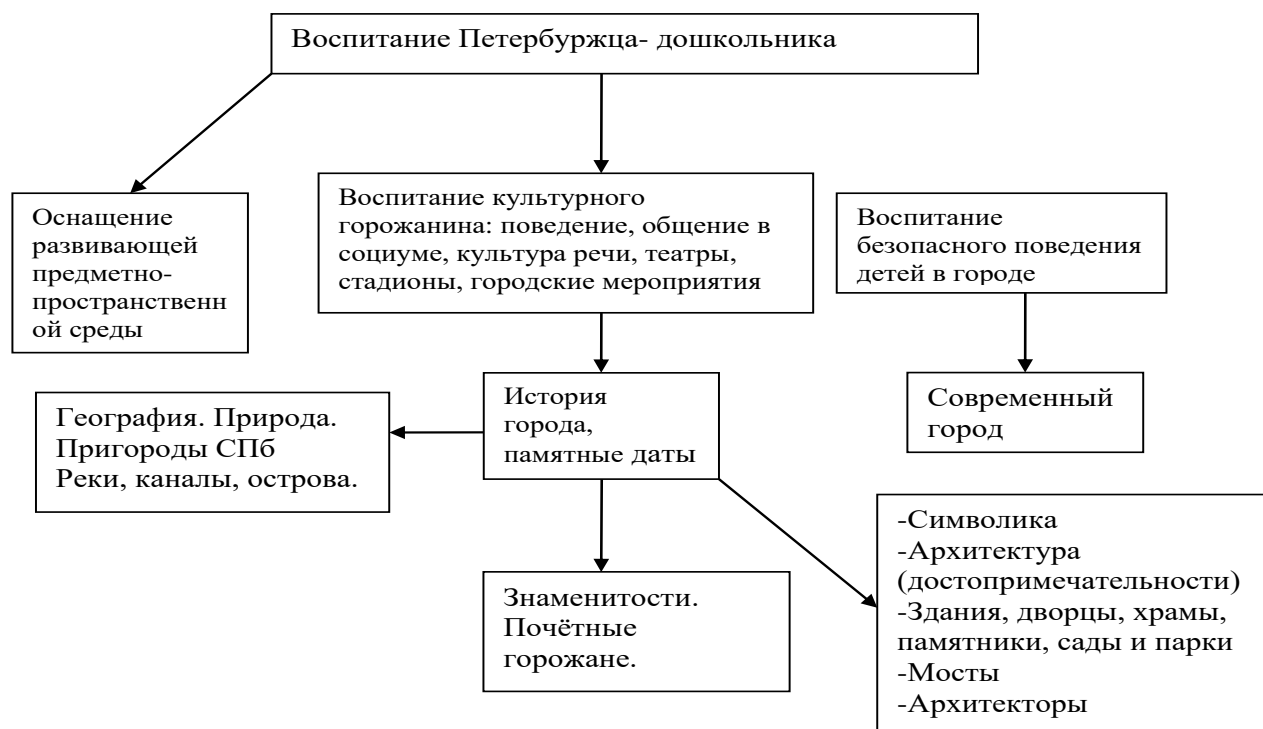 Воспитание Петербуржца- дошкольника
Оснащение
развивающей
предметно-
пространственн
ой среды
Воспитание культурного
горожанина: поведение, общение в
социуме, культура речи, театры,
стадионы, городские мероприятия
Воспитание
безопасного поведения
детей в городе
География. Природа.
Пригороды СПб
Реки, каналы, острова.
История
города,
памятные даты
Современный
город
Знаменитости.
Почётные
горожане.
-Символика
-Архитектура
(достопримечательности)
-Здания, дворцы, храмы,
памятники, сады и парки
-Мосты
-Архитекторы